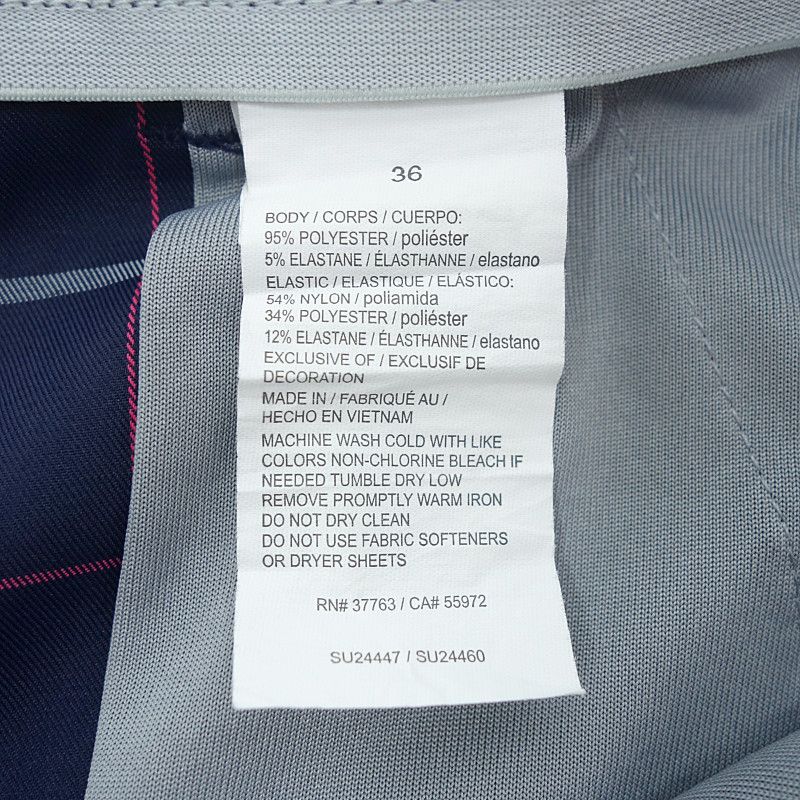 36
BODY / CORPS / CUERPO:
95% POLYESTER / poliéster
5% ELASTANE / ÉLASTHANNE / elastano
ELASTIC / ELASTIQUE / ELÁSTICO:
54% NYLON / poliamida
34% POLYESTER / poliéster
12% ELASTANE / ÉLASTHANNE / elastano
EXCLUSIVE OF / EXCLUSIF DE
DECORATION
MADE IN / FABRIQUÉ AU /
HECHO EN VIETNAM
MACHINE WASH COLD WITH LIKE
COLORS NON-CHLORINE BLEACH IF
NEEDED TUMBLE DRY LOW
REMOVE PROMPTLY WARM IRON
DO NOT DRY CLEAN
DO NOT USE FABRIC SOFTENERS
OR DRYER SHEETS
RN# 37763 / CA# 55972
SU24447 / SU24460